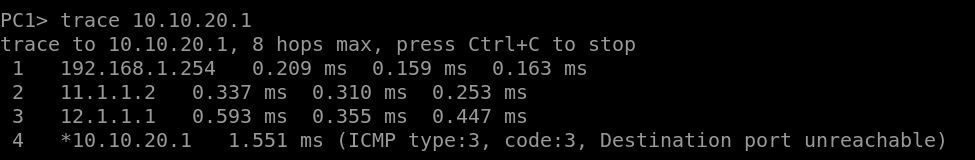 PC1> trace 10.10.20.1
trace to 10.10.20.1, 8 hops max, press Ctrl+C to stop
 1   192.168.1.254   0.209 ms  0.159 ms  0.163 ms
 2   11.1.1.2   0.337 ms  0.310 ms  0.253 ms
 3   12.1.1.1   0.593 ms  0.355 ms  0.447 ms
 4   *10.10.20.1   1.551 ms (ICMP type:3, code:3, Destination port unreachable)